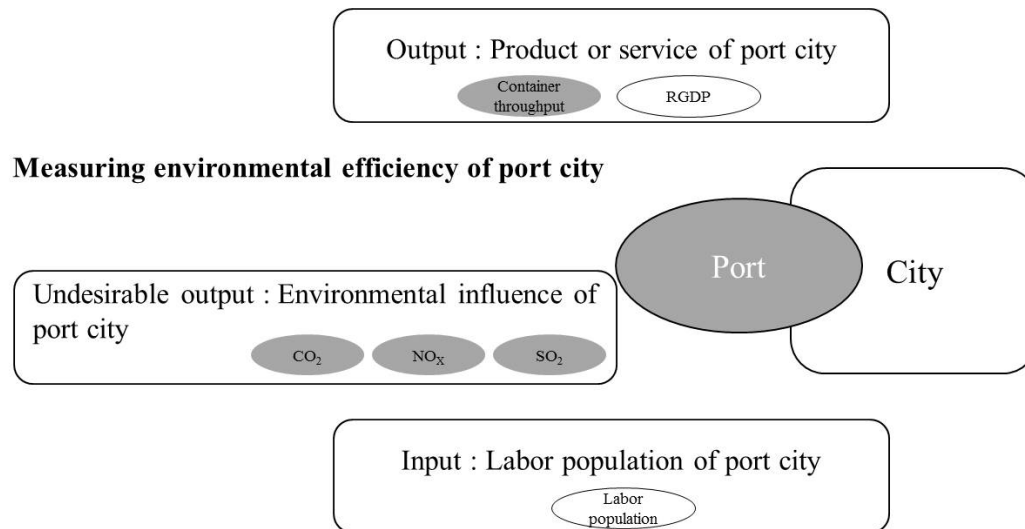 Output : Product or service of port city
Container
throughput
RGDP
Measuring environmental efficiency of port city
Port
City
Undesirable output : Environmental influence of
port city
CO₂
NOₓ
SO₂
Input : Labor population of port city
Labor
population